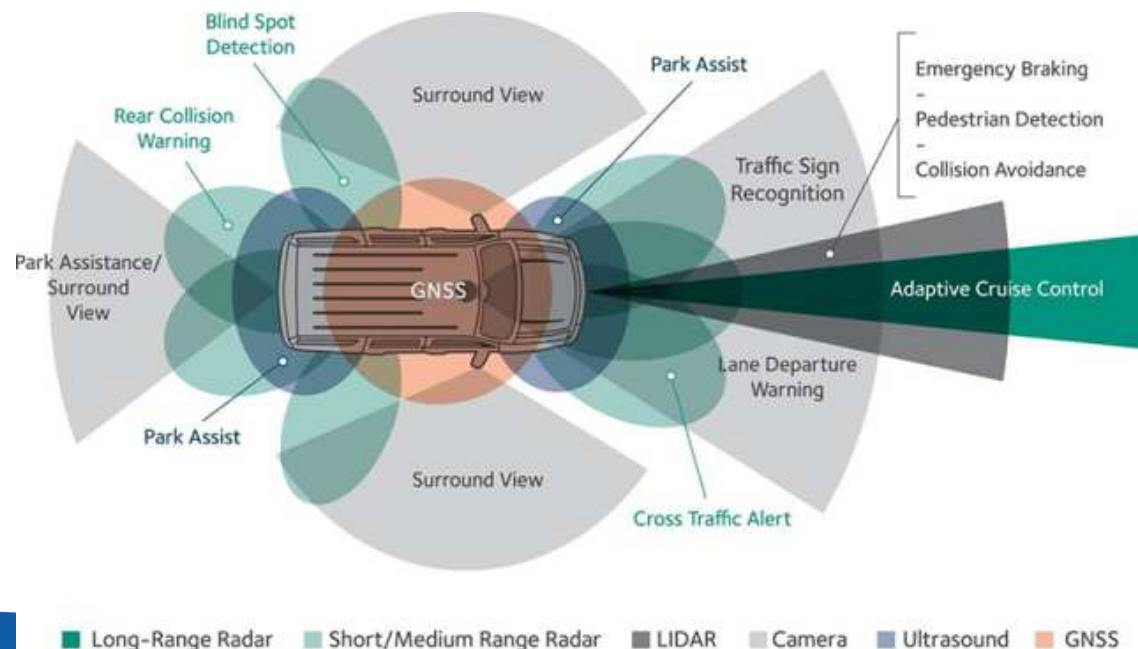 Blind Spot
Detection
Surround View
Park Assist
Emergency Braking
-
Pedestrian Detection
-
Collision Avoidance
Rear Collision
Warning
Traffic Sign
Recognition
Park Assistance/
Surround
View
GNSS
Adaptive Cruise Control
Lane Departure
Warning
Park Assist
Surround View
Cross Traffic Alert
Long-Range Radar
Short/Medium Range Radar
LIDAR
Camera
Ultrasound
GNSS